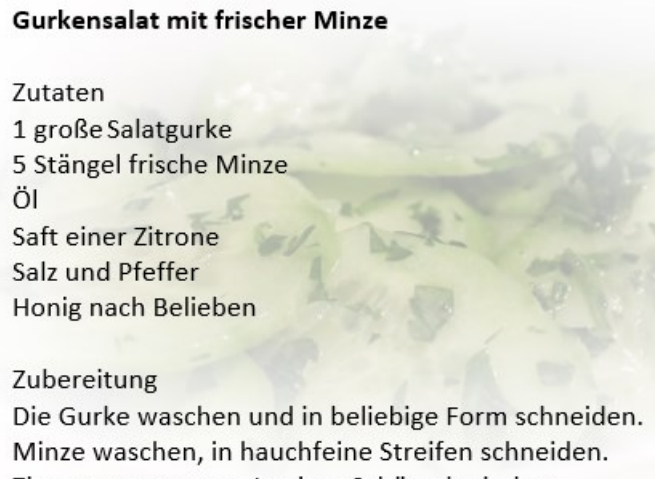 Gurkensalat mit frischer Minze
Zutaten
1 große Salatgurke
5 Stängel frische Minze
Öl
Saft einer Zitrone
Salz und Pfeffer
Honig nach Belieben
Zubereitung
Die Gurke waschen und in beliebige Form schneiden.
Minze waschen, in hauchfeine Streifen schneiden.